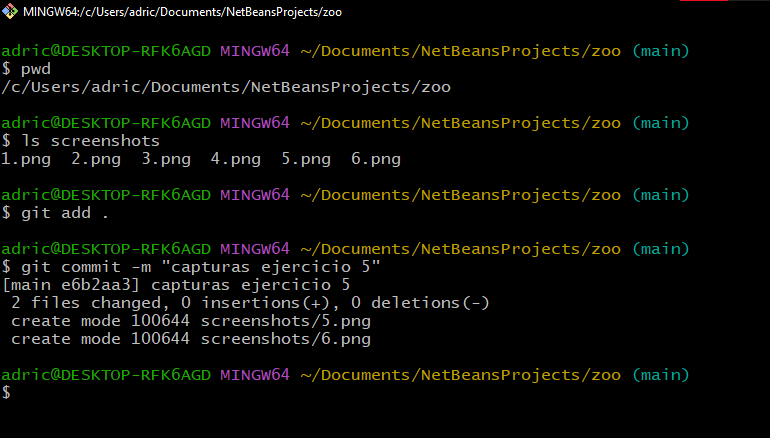 MINGW64:/c/Users/adric/Documents/NetBeansProjects/zoo
adric@DESKTOP-RFK6AGD MINGW64 ~/Documents/NetBeansProjects/zoo (main)
$ pwd
/c/Users/adric/Documents/NetBeansProjects/zoo
adric@DESKTOP-RFK6AGD MINGW64 ~/Documents/NetBeansProjects/zoo (main)
$ ls screenshots
1.png  2.png  3.png  4.png  5.png  6.png
adric@DESKTOP-RFK6AGD MINGW64 ~/Documents/NetBeansProjects/zoo (main)
$ git add .
adric@DESKTOP-RFK6AGD MINGW64 ~/Documents/NetBeansProjects/zoo (main)
$ git commit -m "capturas ejercicio 5"
[main e6b2aa3] capturas ejercicio 5
 2 files changed, 0 insertions(+), 0 deletions(-)
 create mode 100644 screenshots/5.png
 create mode 100644 screenshots/6.png
adric@DESKTOP-RFK6AGD MINGW64 ~/Documents/NetBeansProjects/zoo (main)
$